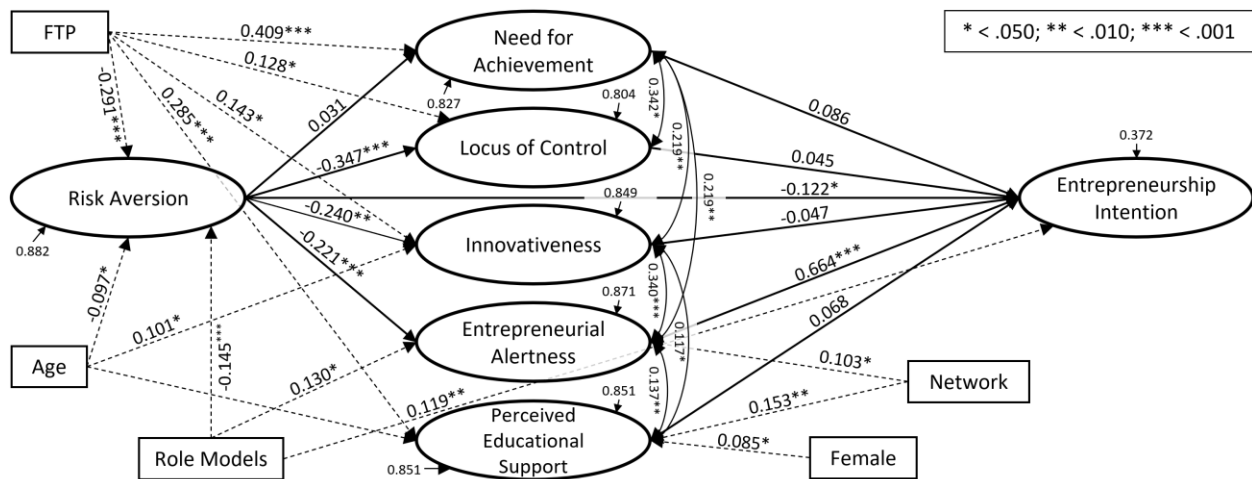 FTP
0.409***
Need for
Achievement
* < .050; ** < .010; *** < .001
0.128*
0.827
0.804
0.342*
-0.291***
0.285***
0.143*
0.031
0.086
0.372
Locus of Control
0.219**
0.219**
0.045
-0.347***
Risk Aversion
-0.122*
Entrepreneurship
Intention
0.849
-0.240**
-0.047
0.882
Innovativeness
-0.221***
0.664***
0.340***
0.871
-0.097*
0.101*
0.068
Entrepreneurial
Alertness
0.117*
Age
-0.145***
0.130*
0.103*
Network
0.137**
0.119**
0.851
0.153**
Perceived
Educational
Support
Role Models
0.085*
Female
0.851